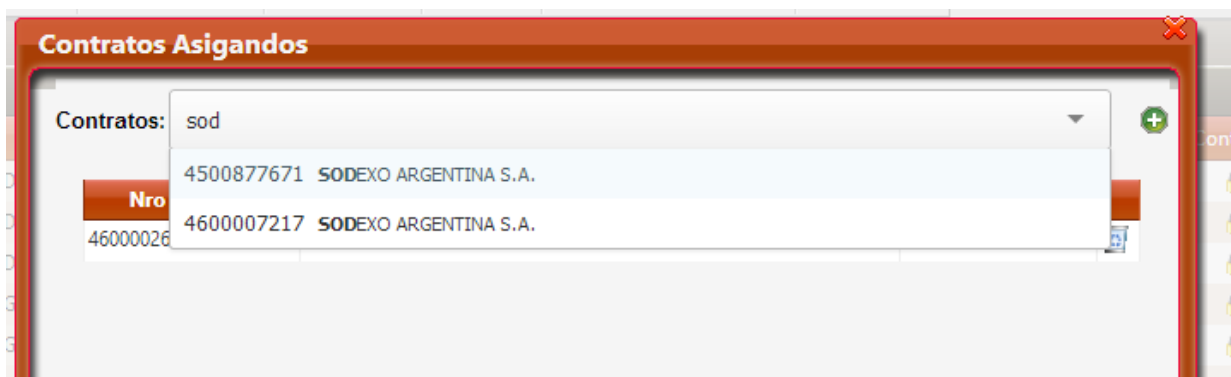 Contratos Asigandos
Contratos: sod
4500877671 SODEXO ARGENTINA S.A.
4600007217 SODEXO ARGENTINA S.A.
Nro
46000026